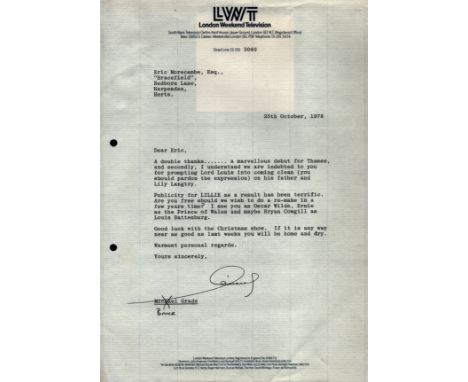 LWT
London Weekend Television
3060
Eric Morecambe, Esq.,
"Bracefield",
Redbore Lane,
Harpenden,
Herts.
25th October, 1978
Dear Eric,
A double thanks....... a marvellous debut for Thames,
and secondly, I understand we are indebted to you
for prompting Lord Louis into coming clean (you
should pardon the expression) on his father and
Lily Langtry.
Publicity for LILLIE as a result has been terrific.
Are you free should we wish to do a re-make in a
few years time? I see you as Oscar Wilde, Ernie
as the Prince of Wales and maybe Bryan Cowgill as
Louis Battenburg.
Good luck with the Christmas show. If it is any way
near as good as last weeks you will be home and dry.
Warmest personal regards.
Yours sincerely,
Michael Grade